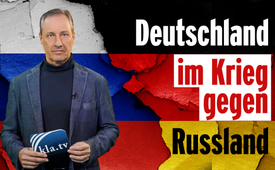 Deutschland
im Krieg
gegen
Russland
kla.tv